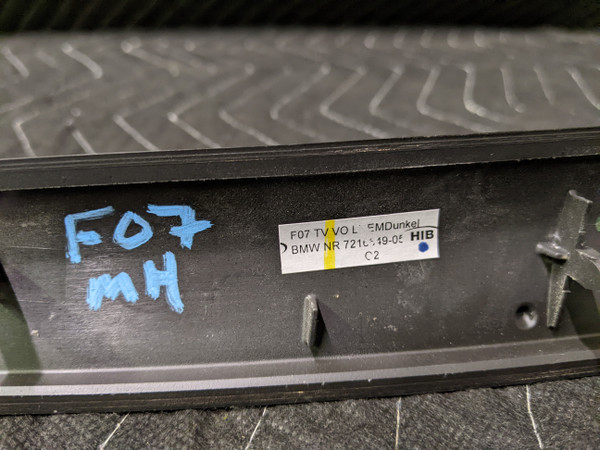 F07
mH
F07 TV VO L EMDunkel
BMW NR HIB
C2